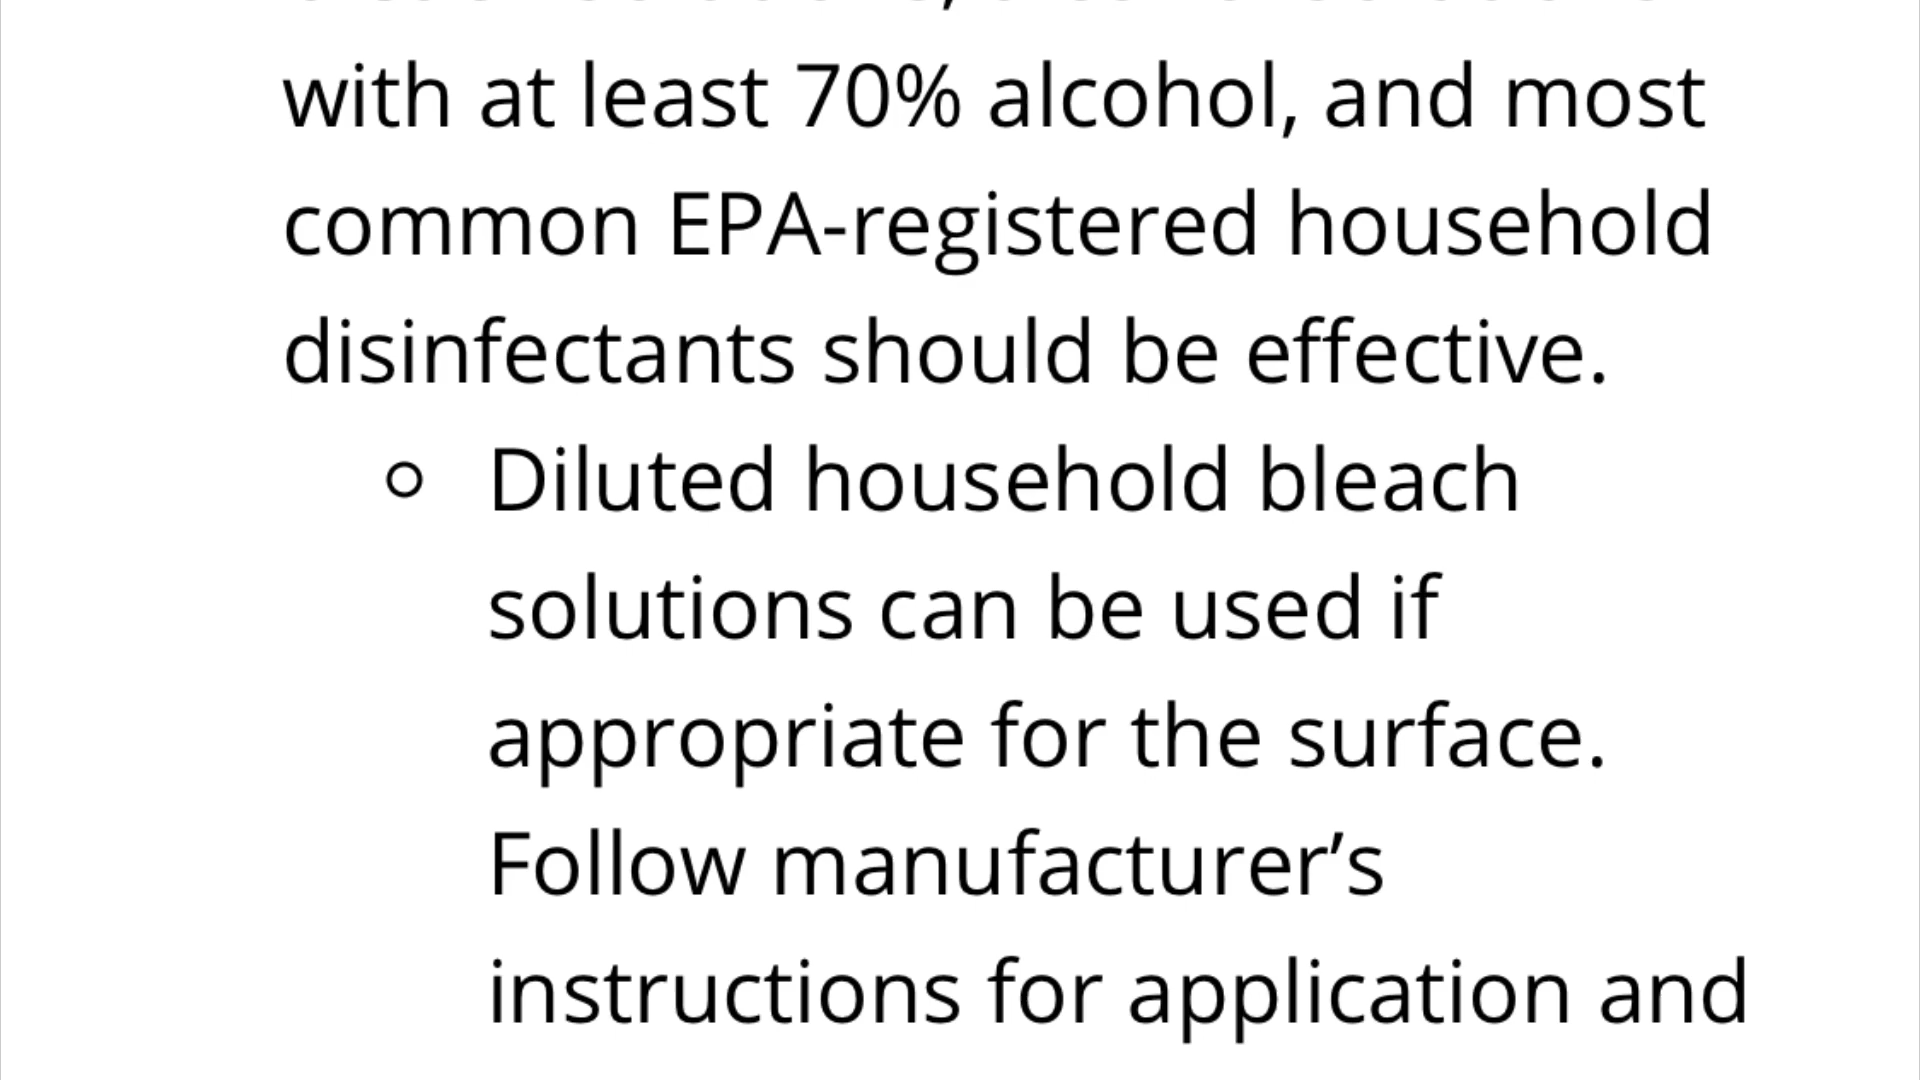 with at least 70% alcohol, and most
common EPA-registered household
disinfectants should be effective.
○ Diluted household bleach
solutions can be used if
appropriate for the surface.
Follow manufacturer’s
instructions for application and